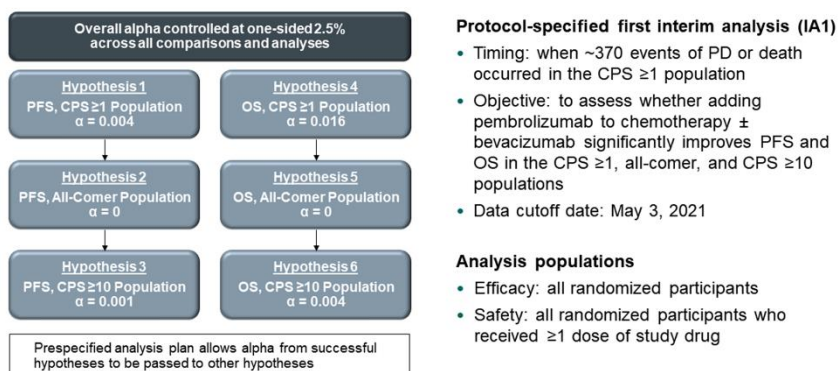 Overall alpha controlled at one-sided 2.5%
across all comparisons and analyses
Hypothesis 1
PFS, CPS ≥1 Population
α = 0.004
Hypothesis 4
OS, CPS ≥1 Population
α = 0.016
Hypothesis 2
PFS, All-Comer Population
α = 0
Hypothesis 5
OS, All-Comer Population
α = 0
Hypothesis 3
PFS, CPS ≥10 Population
α = 0.001
Hypothesis 6
OS, CPS ≥10 Population
α = 0.004
Prespecified analysis plan allows alpha from successful
hypotheses to be passed to other hypotheses
Protocol-specified first interim analysis (IA1)
• Timing: when ~370 events of PD or death
occurred in the CPS ≥1 population
• Objective: to assess whether adding
pembrolizumab to chemotherapy ±
bevacizumab significantly improves PFS and
OS in the CPS ≥1, all-comer, and CPS ≥10
populations
• Data cutoff date: May 3, 2021
Analysis populations
• Efficacy: all randomized participants
• Safety: all randomized participants who
received ≥1 dose of study drug